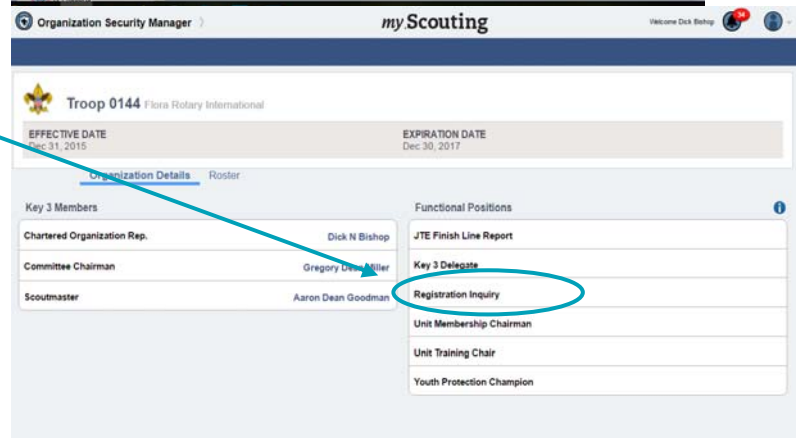 Organization Security Manager
my.Scouting
Welcome Dick Bishop
34
Troop 0144 Flora Rotary International
EFFECTIVE DATE
Dec 31, 2015
EXPIRATION DATE
Dec 30, 2017
Organization Details Roster
Key 3 Members
Chartered Organization Rep. Dick N Bishop
Committee Chairman Gregory Dean Miller
Scoutmaster Aaron Dean Goodman
Functional Positions
JTE Finish Line Report
Key 3 Delegate
Registration Inquiry
Unit Membership Chairman
Unit Training Chair
Youth Protection Champion